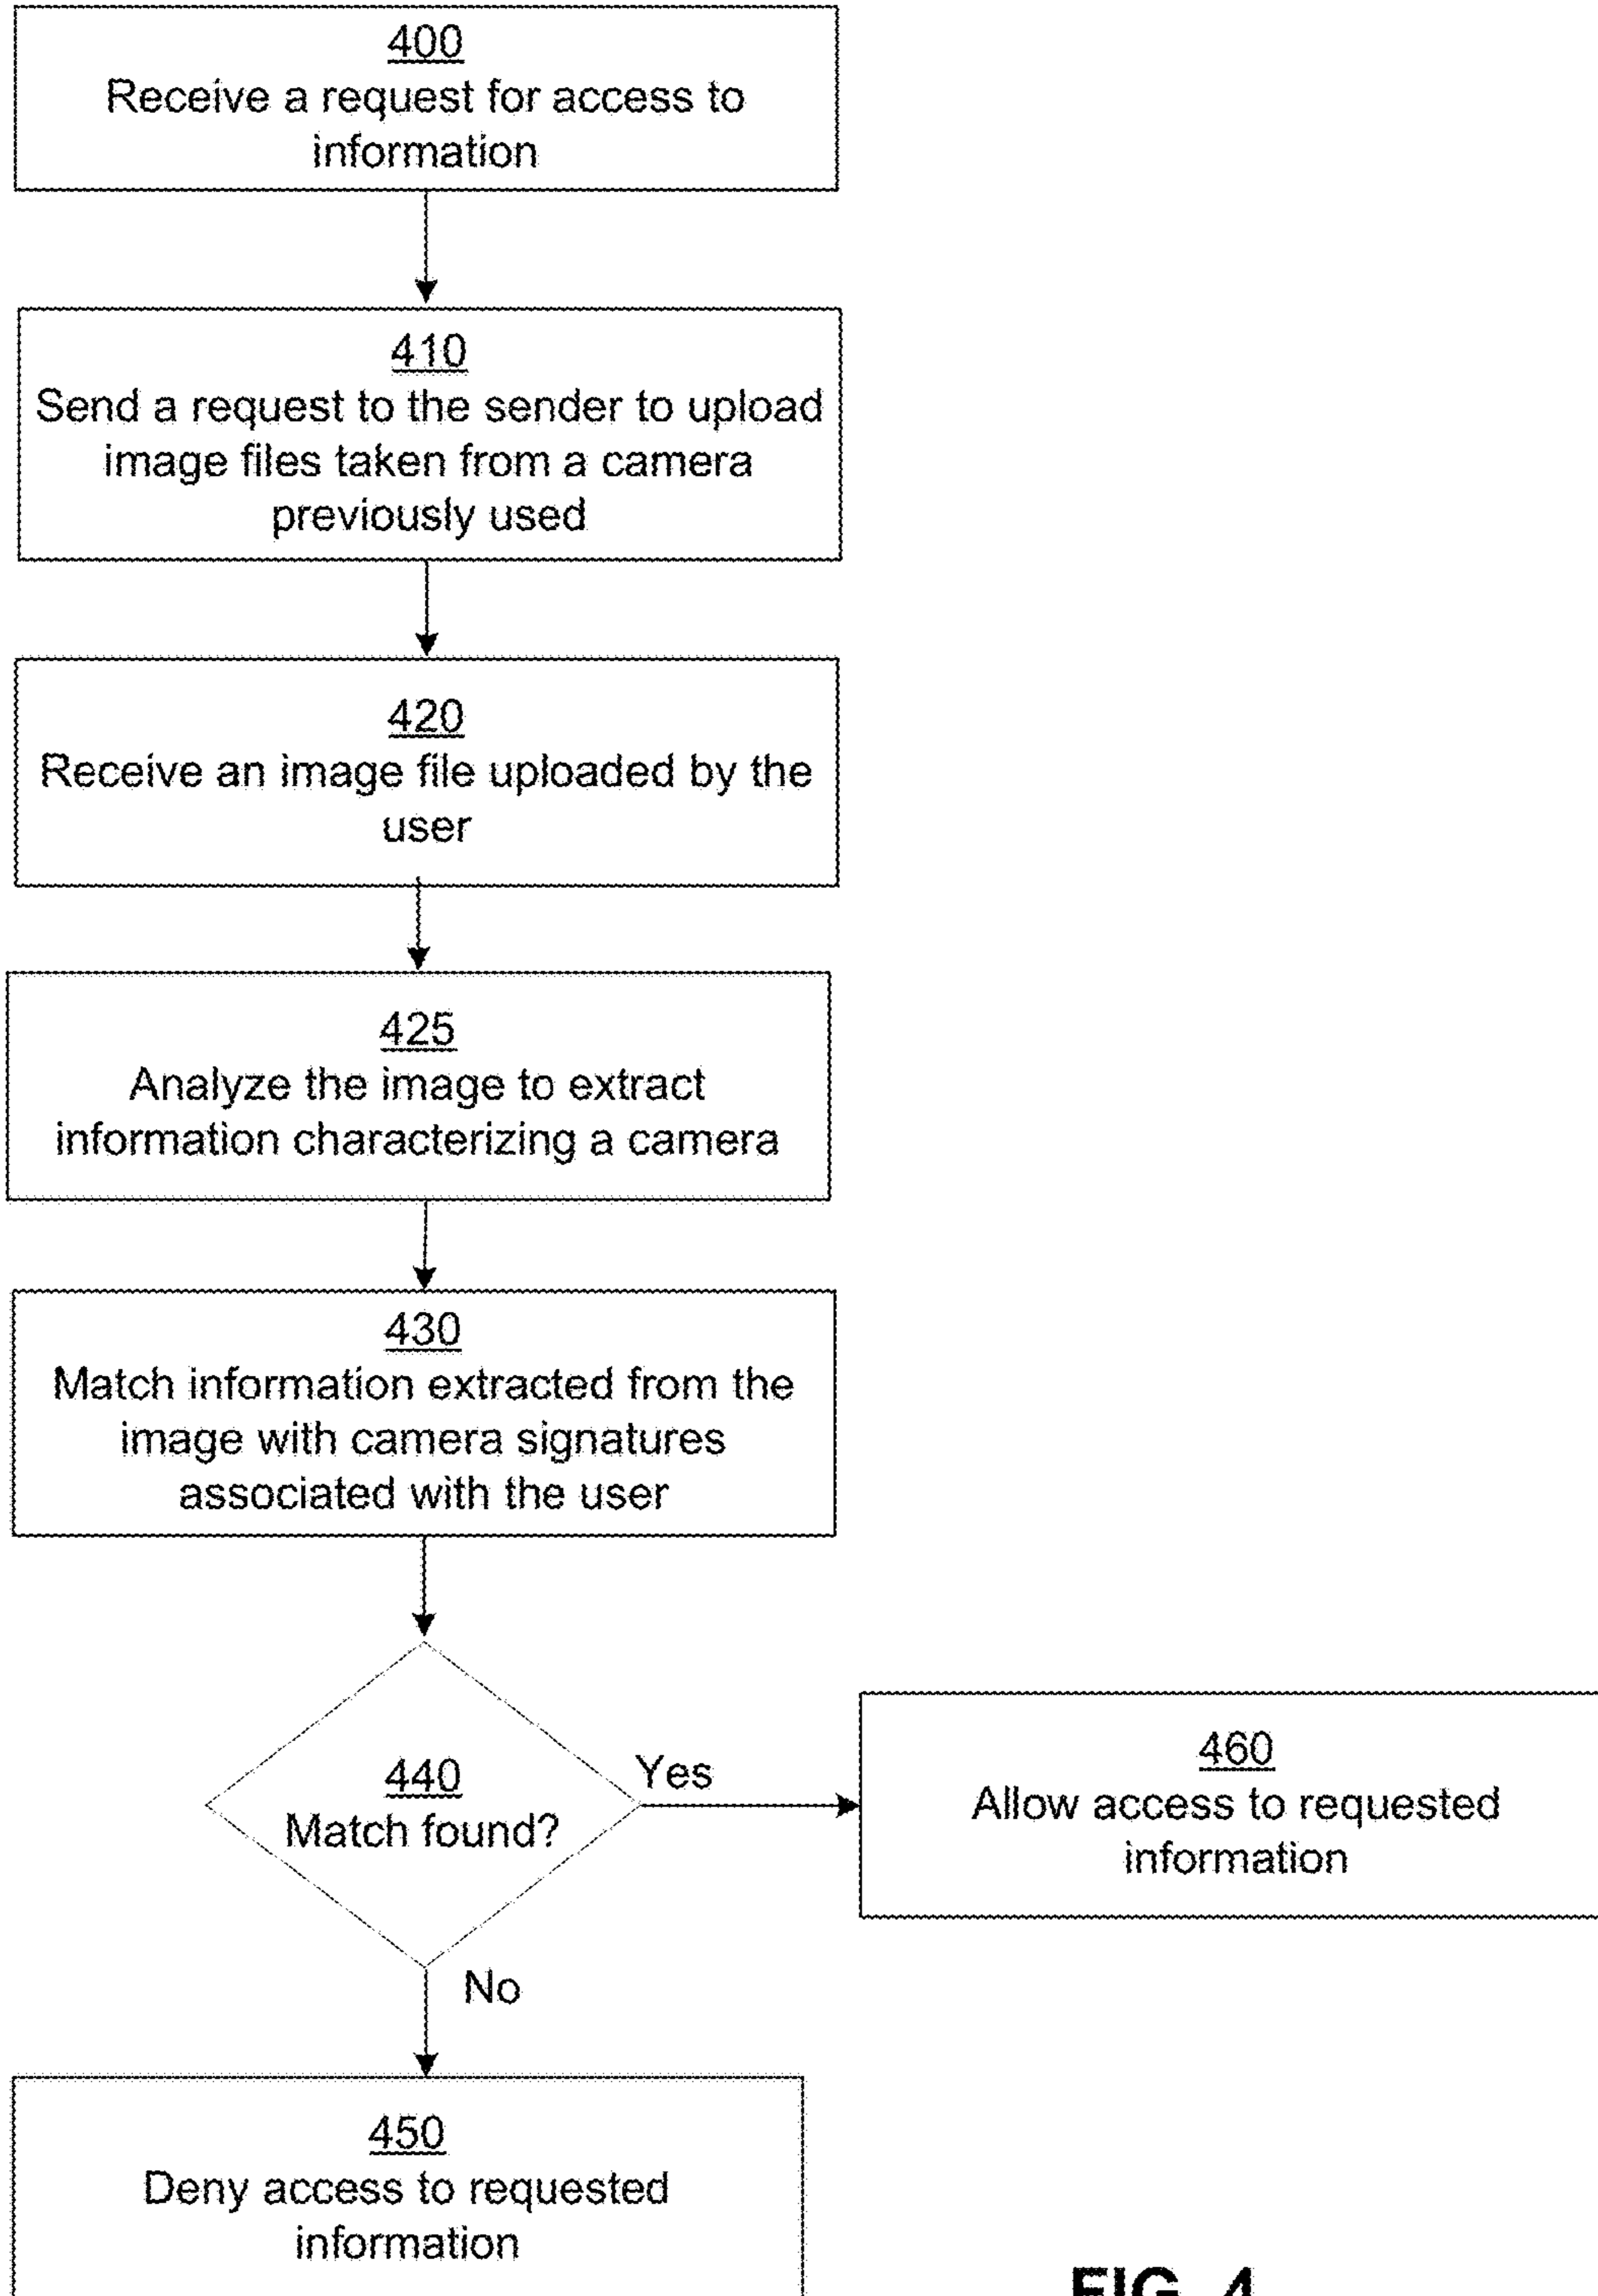 400
Receive a request for access to
information
410
Send a request to the sender to upload
image files taken from a camera
previously used
420
Receive an image file uploaded by the
user
425
Analyze the image to extract
information characterizing a camera
430
Match information extracted from the
image with camera signatures
associated with the user
440
Match found?
Yes
460
Allow access to requested
information
No
450
Deny access to requested
information
FIG. 4